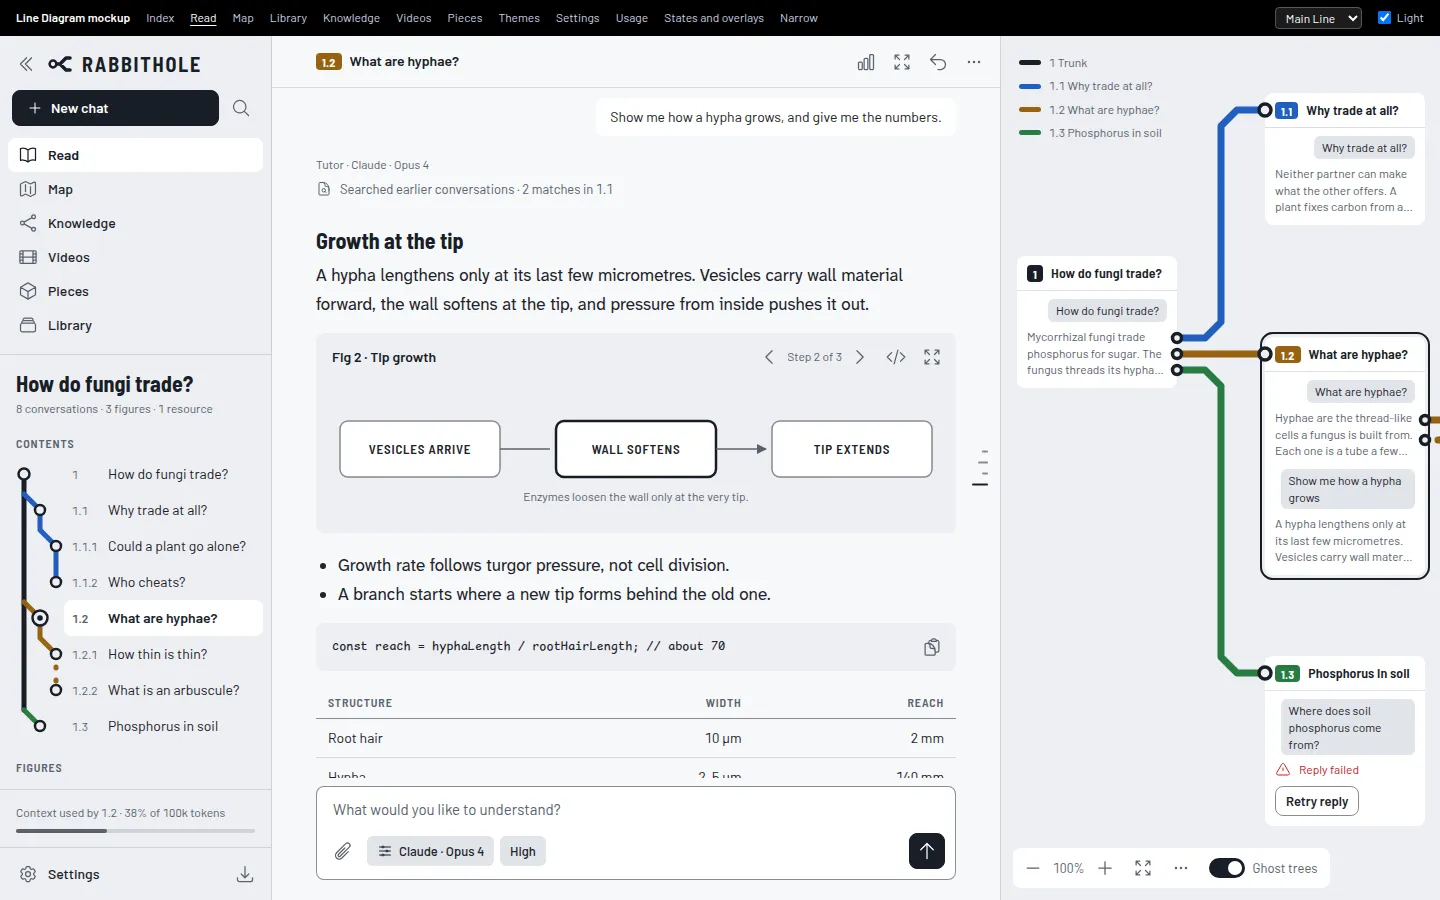 Line Diagram mockup Index Read Map Library Knowledge Videos Pieces Themes Settings Usage States and overlays Narrow Main Line Light
RABBITHOLE
New chat
Read
Map
Knowledge
Videos
Pieces
Library
How do fungi trade?
8 conversations · 3 figures · 1 resource
CONTENTS
1 How do fungi trade?
1.1 Why trade at all?
1.1.1 Could a plant go alone?
1.1.2 Who cheats?
1.2 What are hyphae?
1.2.1 How thin is thin?
1.2.2 What is an arbuscule?
1.3 Phosphorus in soil
FIGURES
Context used by 1.2 · 38% of 100k tokens
Settings
1.2 What are hyphae?
Show me how a hypha grows, and give me the numbers.
Tutor · Claude · Opus 4
Searched earlier conversations · 2 matches in 1.1
Growth at the tip
A hypha lengthens only at its last few micrometres. Vesicles carry wall material
forward, the wall softens at the tip, and pressure from inside pushes it out.
Fig 2 · Tip growth
Step 2 of 3
VESICLES ARRIVE
WALL SOFTENS
TIP EXTENDS
Enzymes loosen the wall only at the very tip.
Growth rate follows turgor pressure, not cell division.
A branch starts where a new tip forms behind the old one.
const reach = hyphaLength / rootHairLength; // about 70
STRUCTURE WIDTH REACH
Root hair 10 µm 2 mm
Hypha 2–5 µm 140 mm
What would you like to understand?
Claude · Opus 4 High
1 Trunk
1.1 Why trade at all?
1.2 What are hyphae?
1.3 Phosphorus in soil
1 How do fungi trade?
How do fungi trade?
Mycorrhizal fungi trade
phosphorus for sugar. The
fungus threads its hypha...
1.1 Why trade at all?
Why trade at all?
Neither partner can make
what the other offers. A
plant fixes carbon from a...
1.2 What are hyphae?
What are hyphae?
Hyphae are the thread-like
cells a fungus is built from.
Each one is a tube a few...
Show me how a hypha
grows
A hypha lengthens only at
its last few micrometres.
Vesicles carry wall mater...
1.3 Phosphorus in soil
Where does soil
phosphorus come
from?
Reply failed
Retry reply
100%
Ghost trees